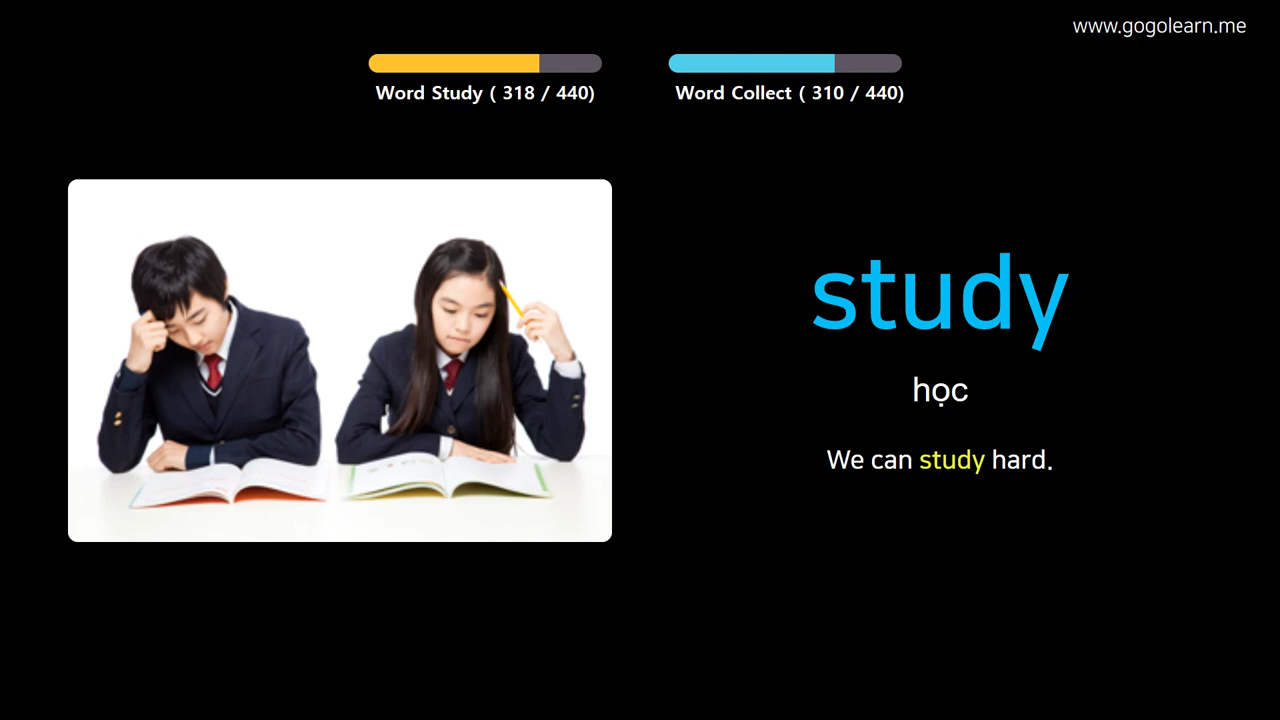 www.gogolearn.me
Word Study ( 318 / 440)
Word Collect ( 310 / 440)
study
học
We can study hard.